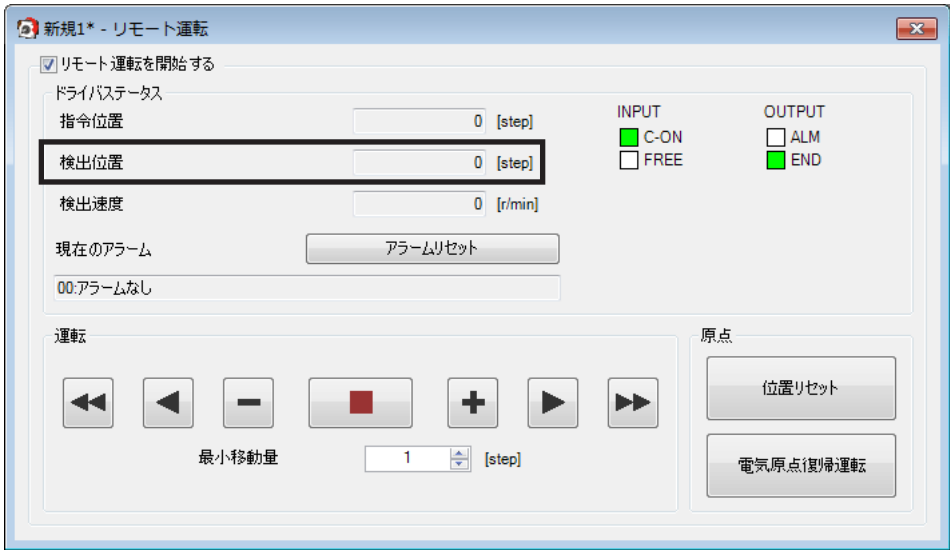 新規1* - リモート運転
リモート運転を開始する
ドライバステータス
指令位置 0 [step]
検出位置 0 [step]
検出速度 0 [r/min]
INPUT
C-ON
FREE
OUTPUT
ALM
END
現在のアラーム アラームリセット
00:アラームなし
運転
最小移動量 1 [step]
原点
位置リセット
電気原点復帰運転